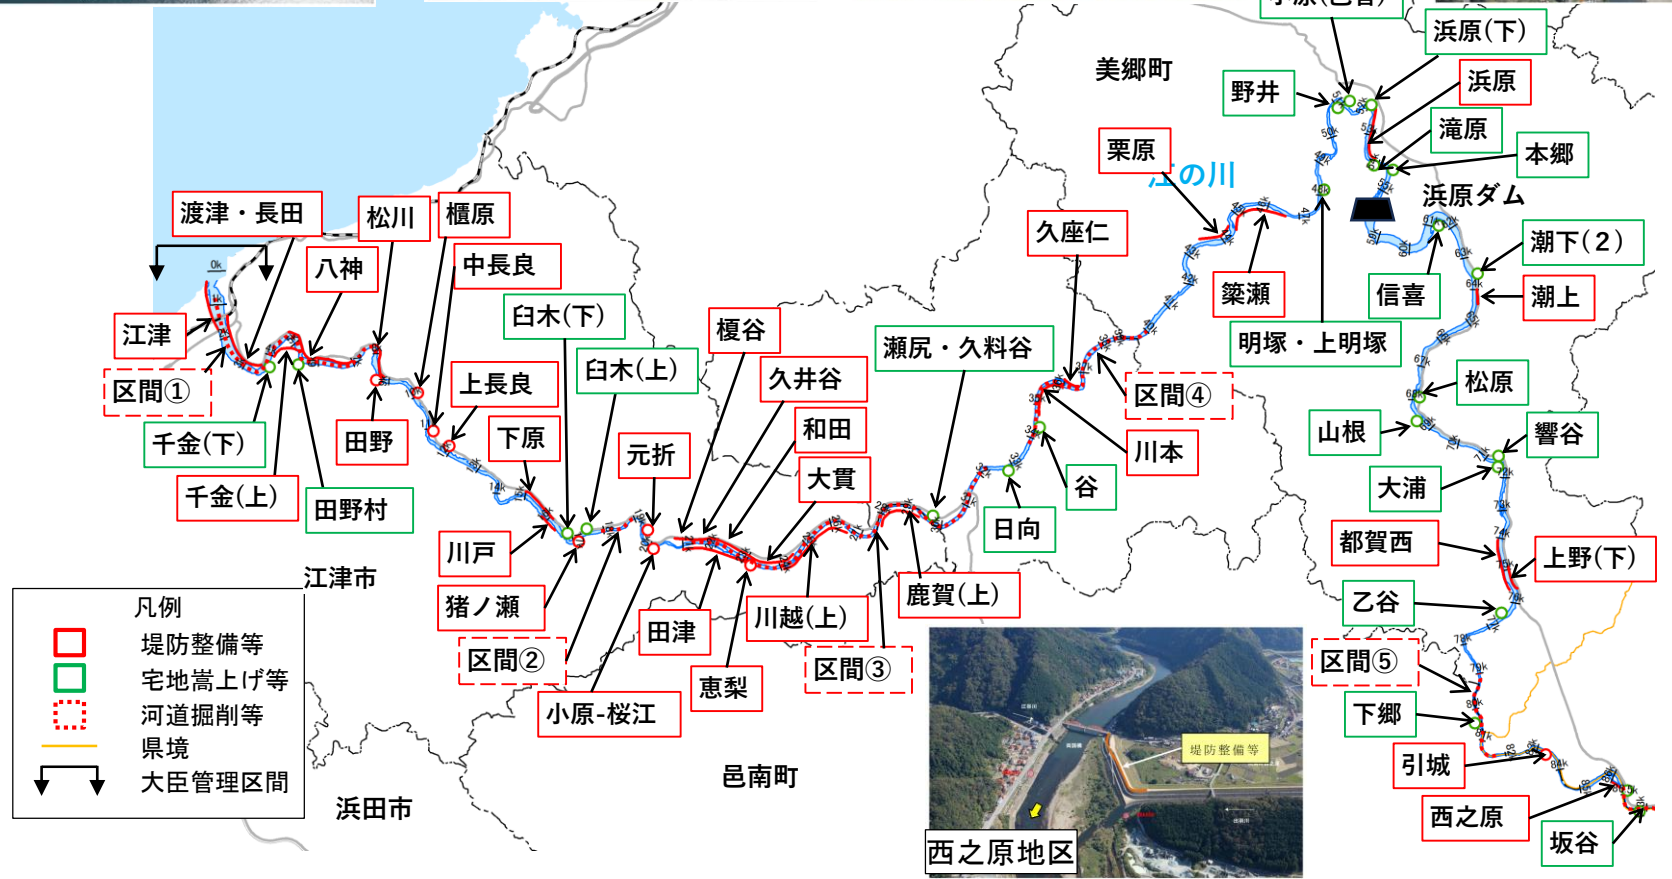 浜原(下)
美郷町
浜原
野井
滝原
栗原
江の川
本郷
浜原ダム
渡津・長田
松川
櫃原
久座仁
潮下(2)
0k
八神
中長良
簗瀬
信喜
潮上
臼木(下)
榎谷
瀬尻・久料谷
明塚・上明塚
江津
臼木(上)
久井谷
区間①
上長良
区間④
松原
千金(下)
田野
下原
元折
和田
川本
山根
響谷
千金(上)
田野村
大貫
谷
大浦
日向
川戸
都賀西
上野(下)
江津市
猪ノ瀬
田津
川越(上)
鹿賀(上)
乙谷
凡例
堤防整備等
宅地嵩上げ等
河道掘削等
県境
大臣管理区間
区間②
恵梨
区間③
区間⑤
小原-桜江
下郷
堤防整備等
引城
邑南町
浜田市
西之原
西之原地区
坂谷